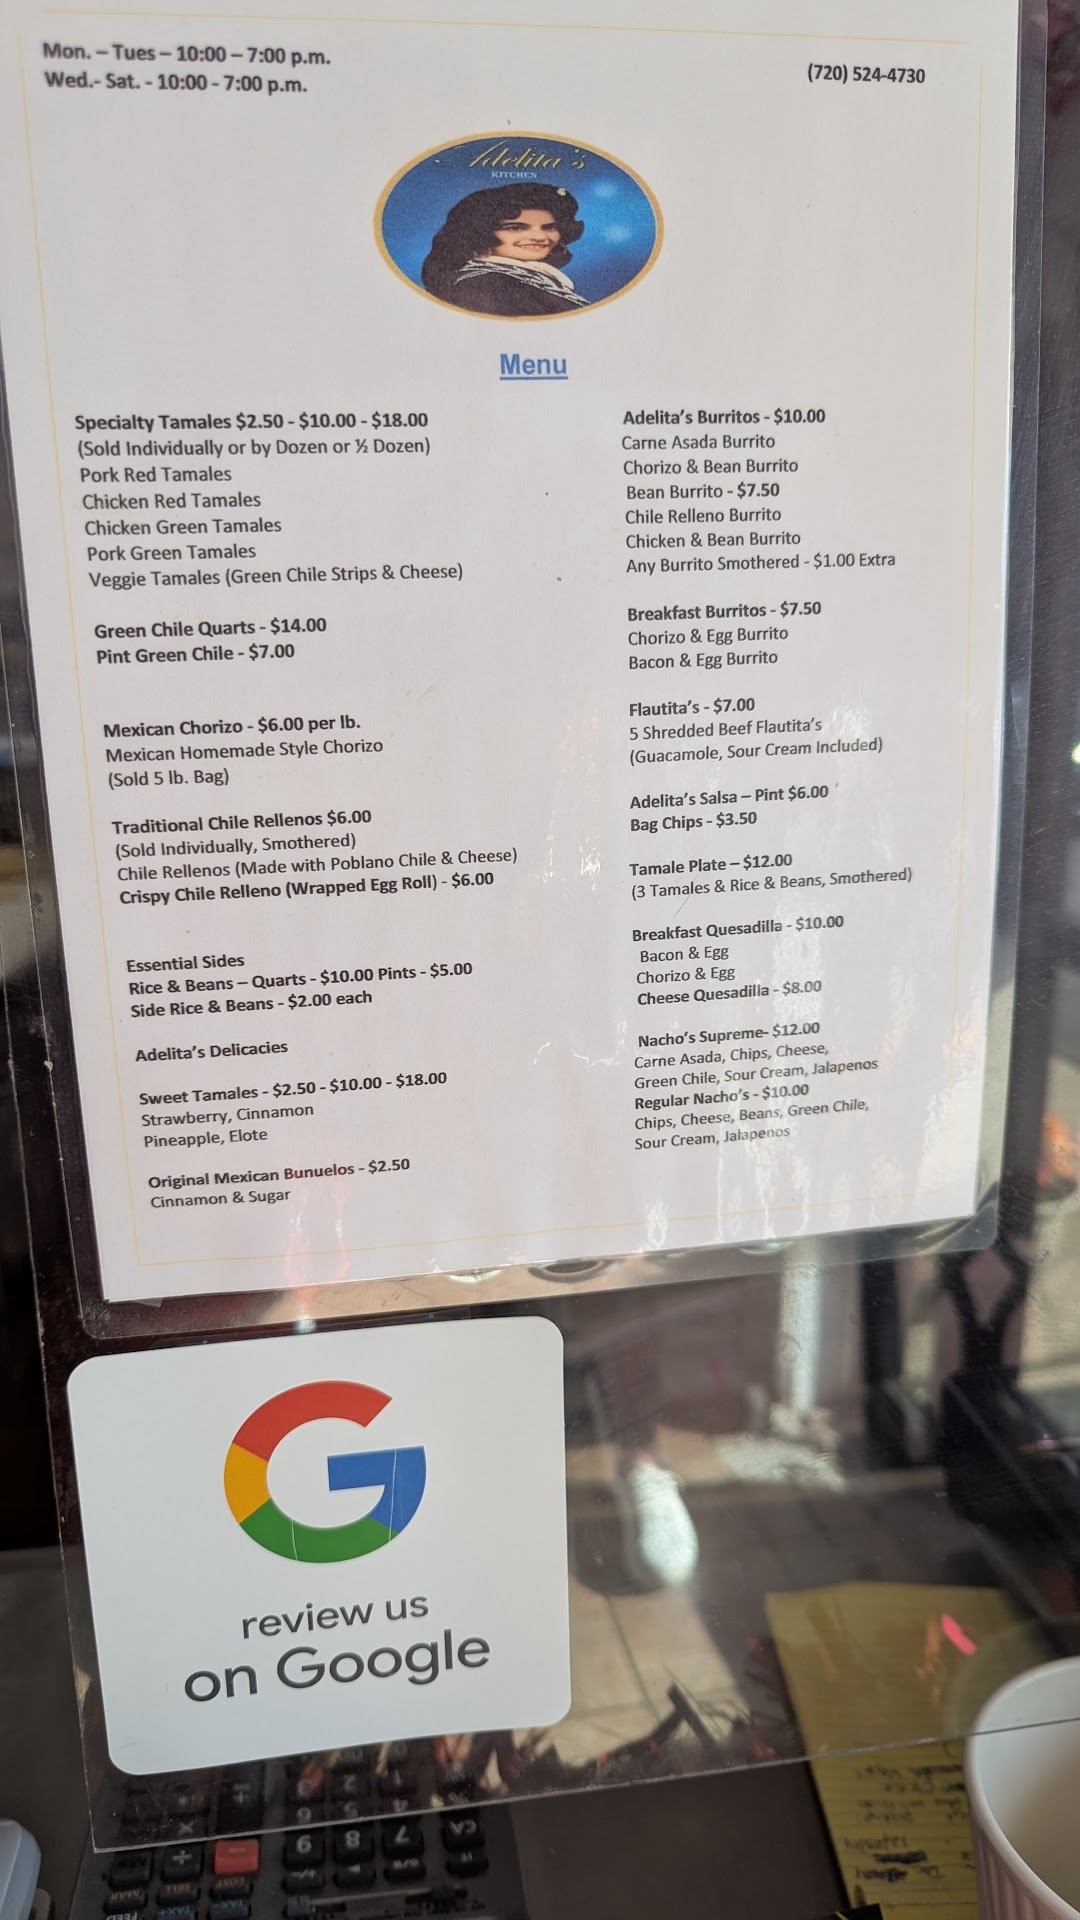 Mon. – Tues – 10:00 – 7:00 p.m.
Wed.- Sat. - 10:00 - 7:00 p.m.
(720) 524-4730
Adelita's
KITCHEN
Menu
Specialty Tamales $2.50 - $10.00 - $18.00
(Sold Individually or by Dozen or ½ Dozen)
Pork Red Tamales
Chicken Red Tamales
Chicken Green Tamales
Pork Green Tamales
Veggie Tamales (Green Chile Strips & Cheese)
Green Chile Quarts - $14.00
Pint Green Chile - $7.00
Mexican Chorizo - $6.00 per lb.
Mexican Homemade Style Chorizo
(Sold 5 lb. Bag)
Traditional Chile Rellenos $6.00
(Sold Individually, Smothered)
Chile Rellenos (Made with Poblano Chile & Cheese)
Crispy Chile Relleno (Wrapped Egg Roll) - $6.00
Essential Sides
Rice & Beans – Quarts - $10.00 Pints - $5.00
Side Rice & Beans - $2.00 each
Adelita's Delicacies
Sweet Tamales - $2.50 - $10.00 - $18.00
Strawberry, Cinnamon
Pineapple, Elote
Original Mexican Bunuelos - $2.50
Cinnamon & Sugar
Adelita's Burritos - $10.00
Carne Asada Burrito
Chorizo & Bean Burrito
Bean Burrito - $7.50
Chile Relleno Burrito
Chicken & Bean Burrito
Any Burrito Smothered - $1.00 Extra
Breakfast Burritos - $7.50
Chorizo & Egg Burrito
Bacon & Egg Burrito
Flautita's - $7.00
5 Shredded Beef Flautita's
(Guacamole, Sour Cream Included)
Adelita's Salsa – Pint $6.00
Bag Chips - $3.50
Tamale Plate – $12.00
(3 Tamales & Rice & Beans, Smothered)
Breakfast Quesadilla - $10.00
Bacon & Egg
Chorizo & Egg
Cheese Quesadilla - $8.00
Nacho's Supreme- $12.00
Carne Asada, Chips, Cheese,
Green Chile, Sour Cream, Jalapenos
Regular Nacho's - $10.00
Chips, Cheese, Beans, Green Chile,
Sour Cream, Jalapenos
G
review us
on Google